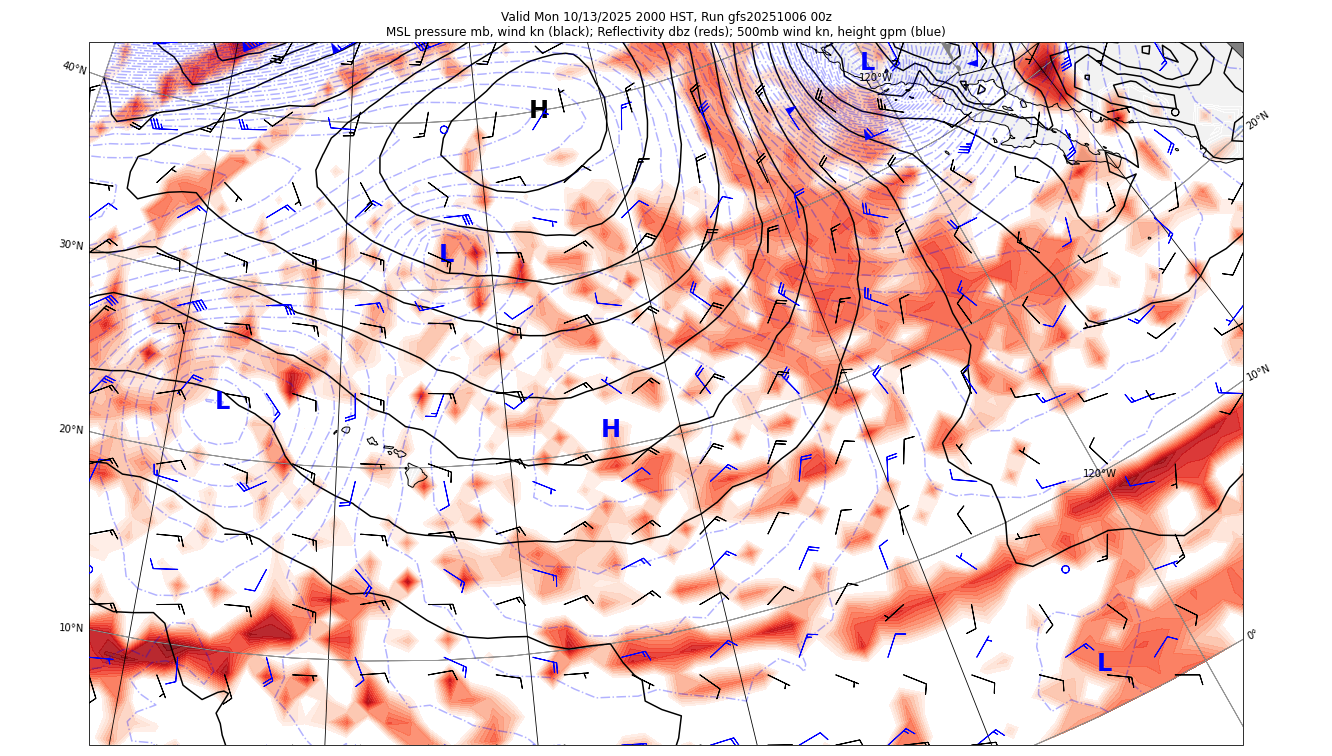 Valid Mon 10/13/2025 2000 HST, Run gfs20251006 00z
MSL pressure mb, wind kn (black); Reflectivity dbz (reds); 500mb wind kn, height gpm (blue)
40°N
L
120°W
H
20°N
30°N
L
10°N
L
H
20°N
120°W
10°N
0°
L